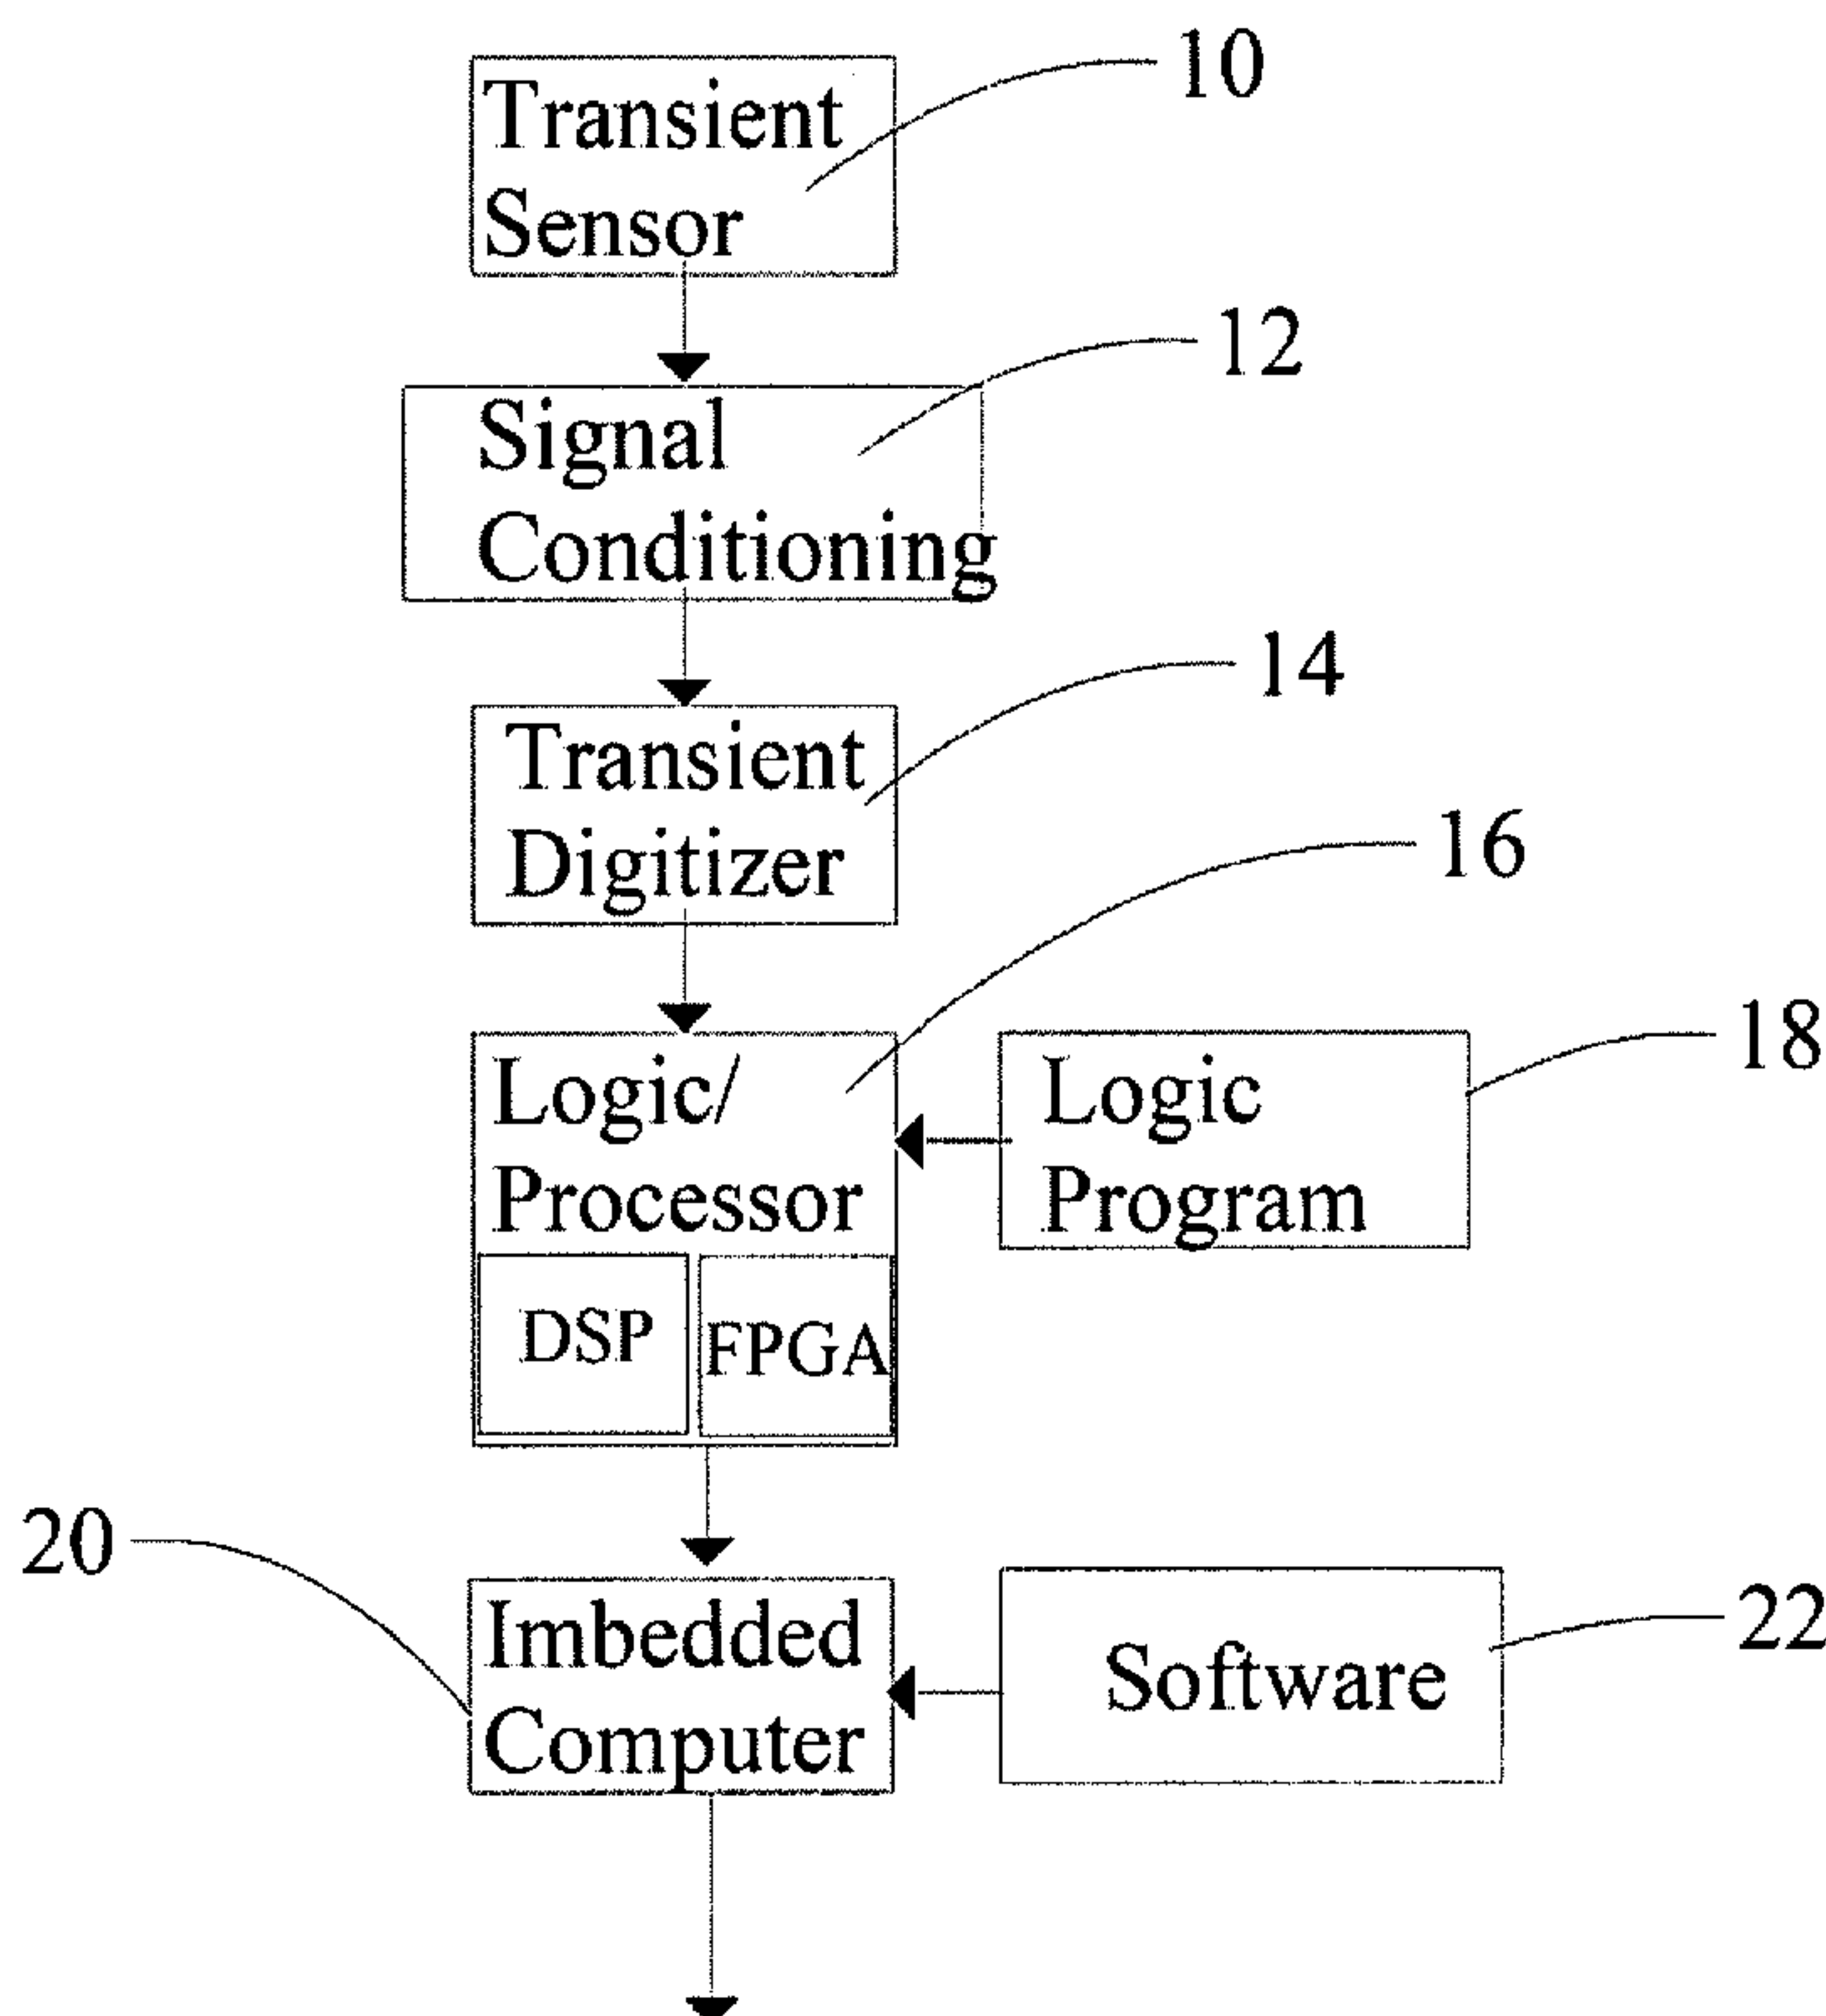 10
Transient
Sensor
12
Signal
Conditioning
14
Transient
Digitizer
16
18
Logic/
Processor
Logic
Program
DSP
FPGA
20
Imbedded
Computer
22
Software